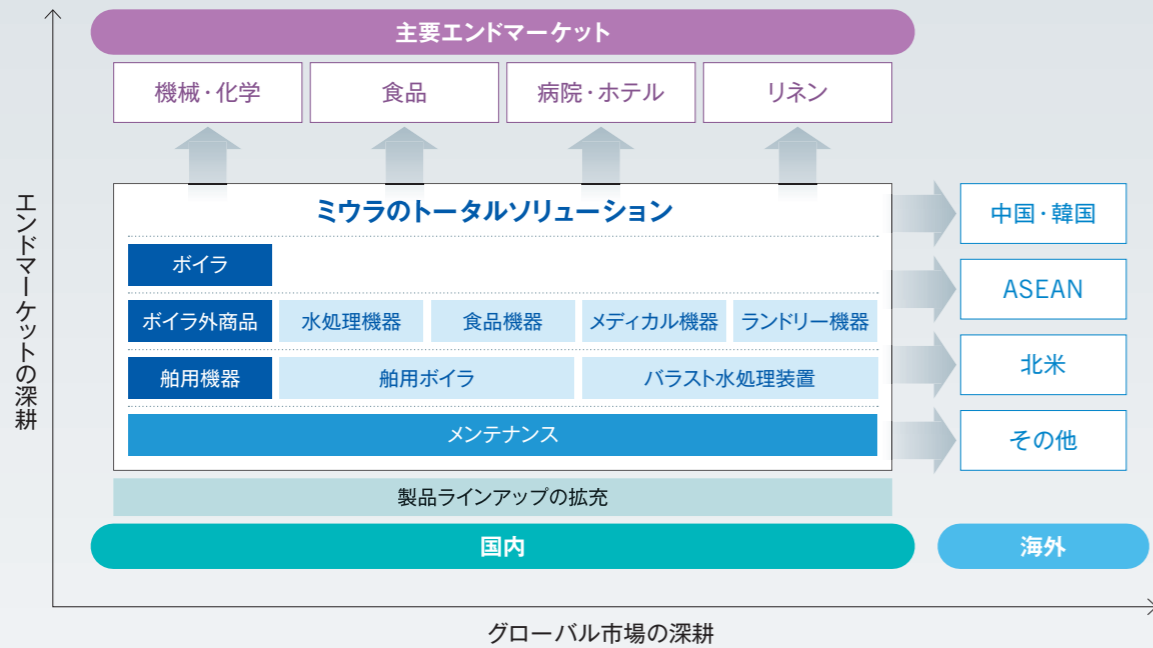 主要エンドマーケット
機械・化学
食品
病院・ホテル
リネン
エンドマーケットの深耕
ミウラのトータルソリューション
ボイラ
ボイラ外商品
水処理機器
食品機器
メディカル機器
ランドリー機器
舶用機器
舶用ボイラ
バラスト水処理装置
メンテナンス
中国・韓国
ASEAN
北米
その他
製品ラインアップの拡充
国内
海外
グローバル市場の深耕